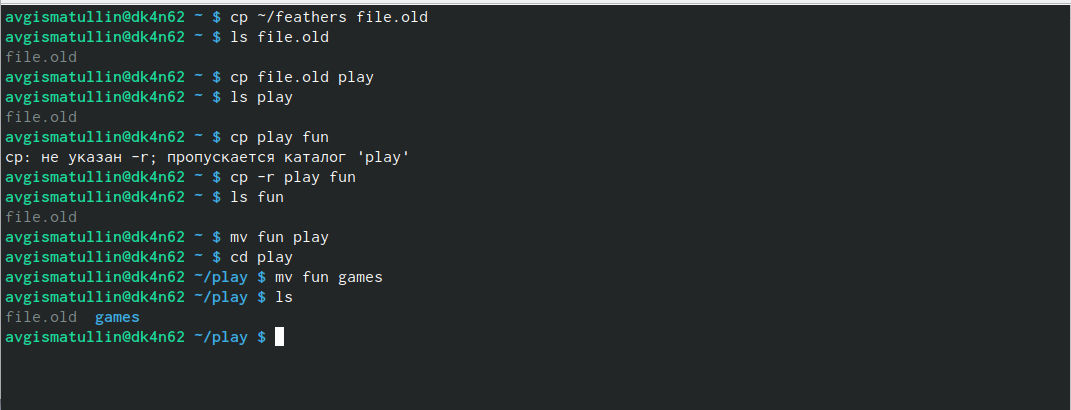 avgismatullin@dk4n62 ~ $ cp ~/feathers file.old
avgismatullin@dk4n62 ~ $ ls file.old
file.old
avgismatullin@dk4n62 ~ $ cp file.old play
avgismatullin@dk4n62 ~ $ ls play
file.old
avgismatullin@dk4n62 ~ $ cp play fun
cp: не указан -r; пропускается каталог 'play'
avgismatullin@dk4n62 ~ $ cp -r play fun
avgismatullin@dk4n62 ~ $ ls fun
file.old
avgismatullin@dk4n62 ~ $ mv fun play
avgismatullin@dk4n62 ~ $ cd play
avgismatullin@dk4n62 ~/play $ mv fun games
avgismatullin@dk4n62 ~/play $ ls
file.old  games
avgismatullin@dk4n62 ~/play $